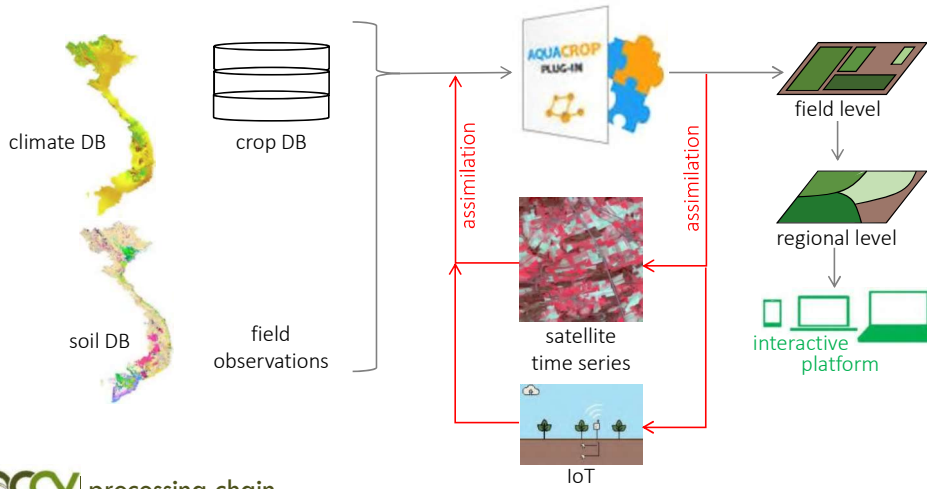 AQUACROP
PLUG-IN
climate DB
crop DB
assimilation
assimilation
field level
regional level
soil DB
field
observations
satellite
time series
interactive
platform
IoT
processing chain